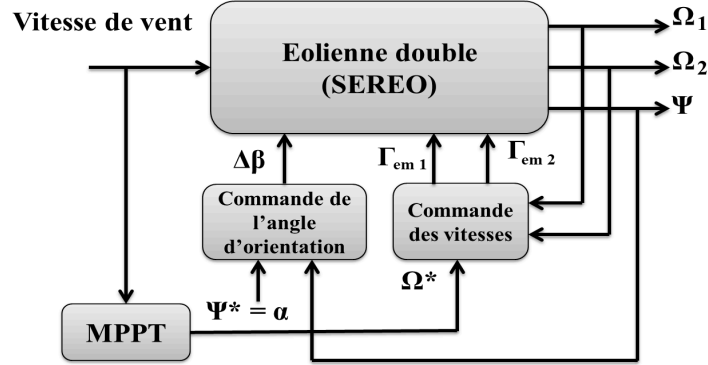 Vitesse de vent
Eolienne double
(SEREO)
Ω1
Ω2
Ψ
Δβ
Γem 1
Γem 2
Commande de
l’angle
d’orientation
Commande
des vitesses
Ψ* = α
Ω*
MPPT